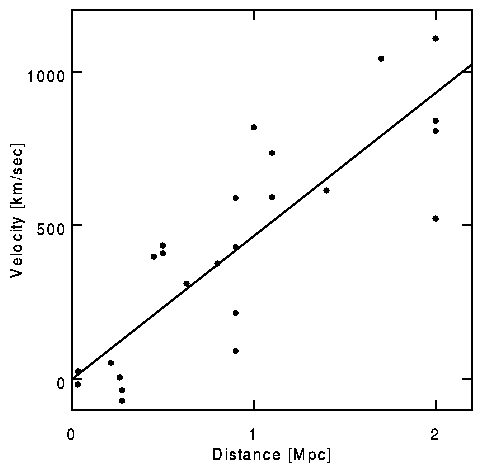 1000
500
0
0 1 2
Velocity [km/sec]
Distance [Mpc]